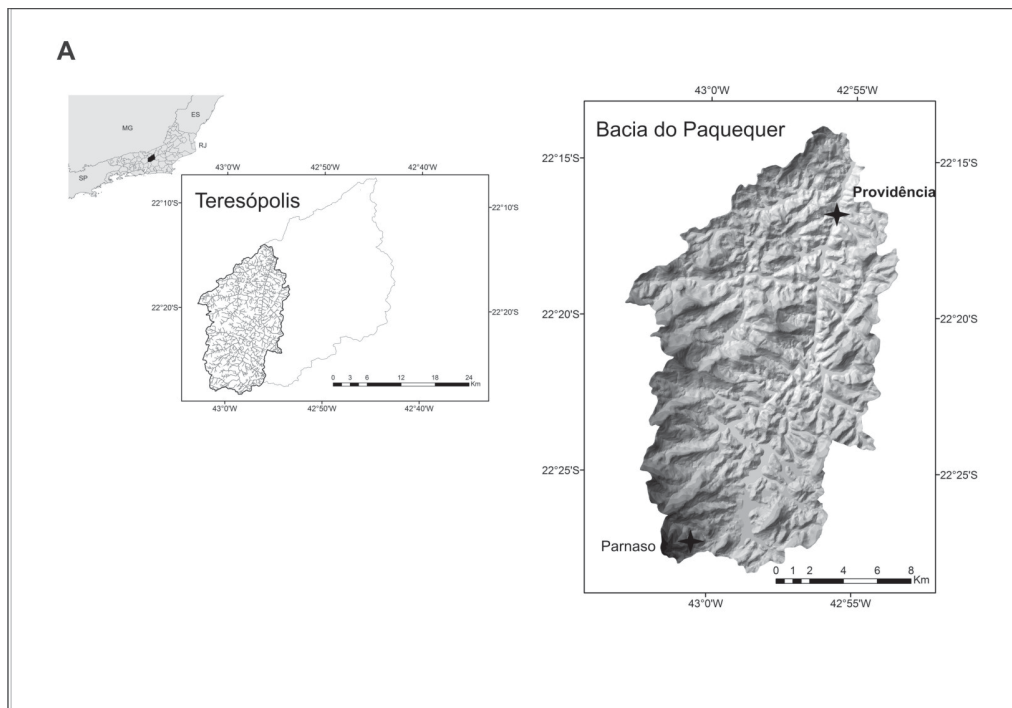 A
MG
ES
RJ
SP
43°0'W
42°50'W
42°40'W
Teresópolis
22°10'S
22°10'S
22°20'S
22°20'S
0 3 6 12 18 24
Km
43°0'W
42°50'W
42°40'W
43°0'W
42°55'W
Bacia do Paquequer
22°15'S
22°15'S
Providência
22°20'S
22°20'S
22°25'S
22°25'S
Parnaso
0 1 2 4 6 8
Km
43°0'W
42°55'W